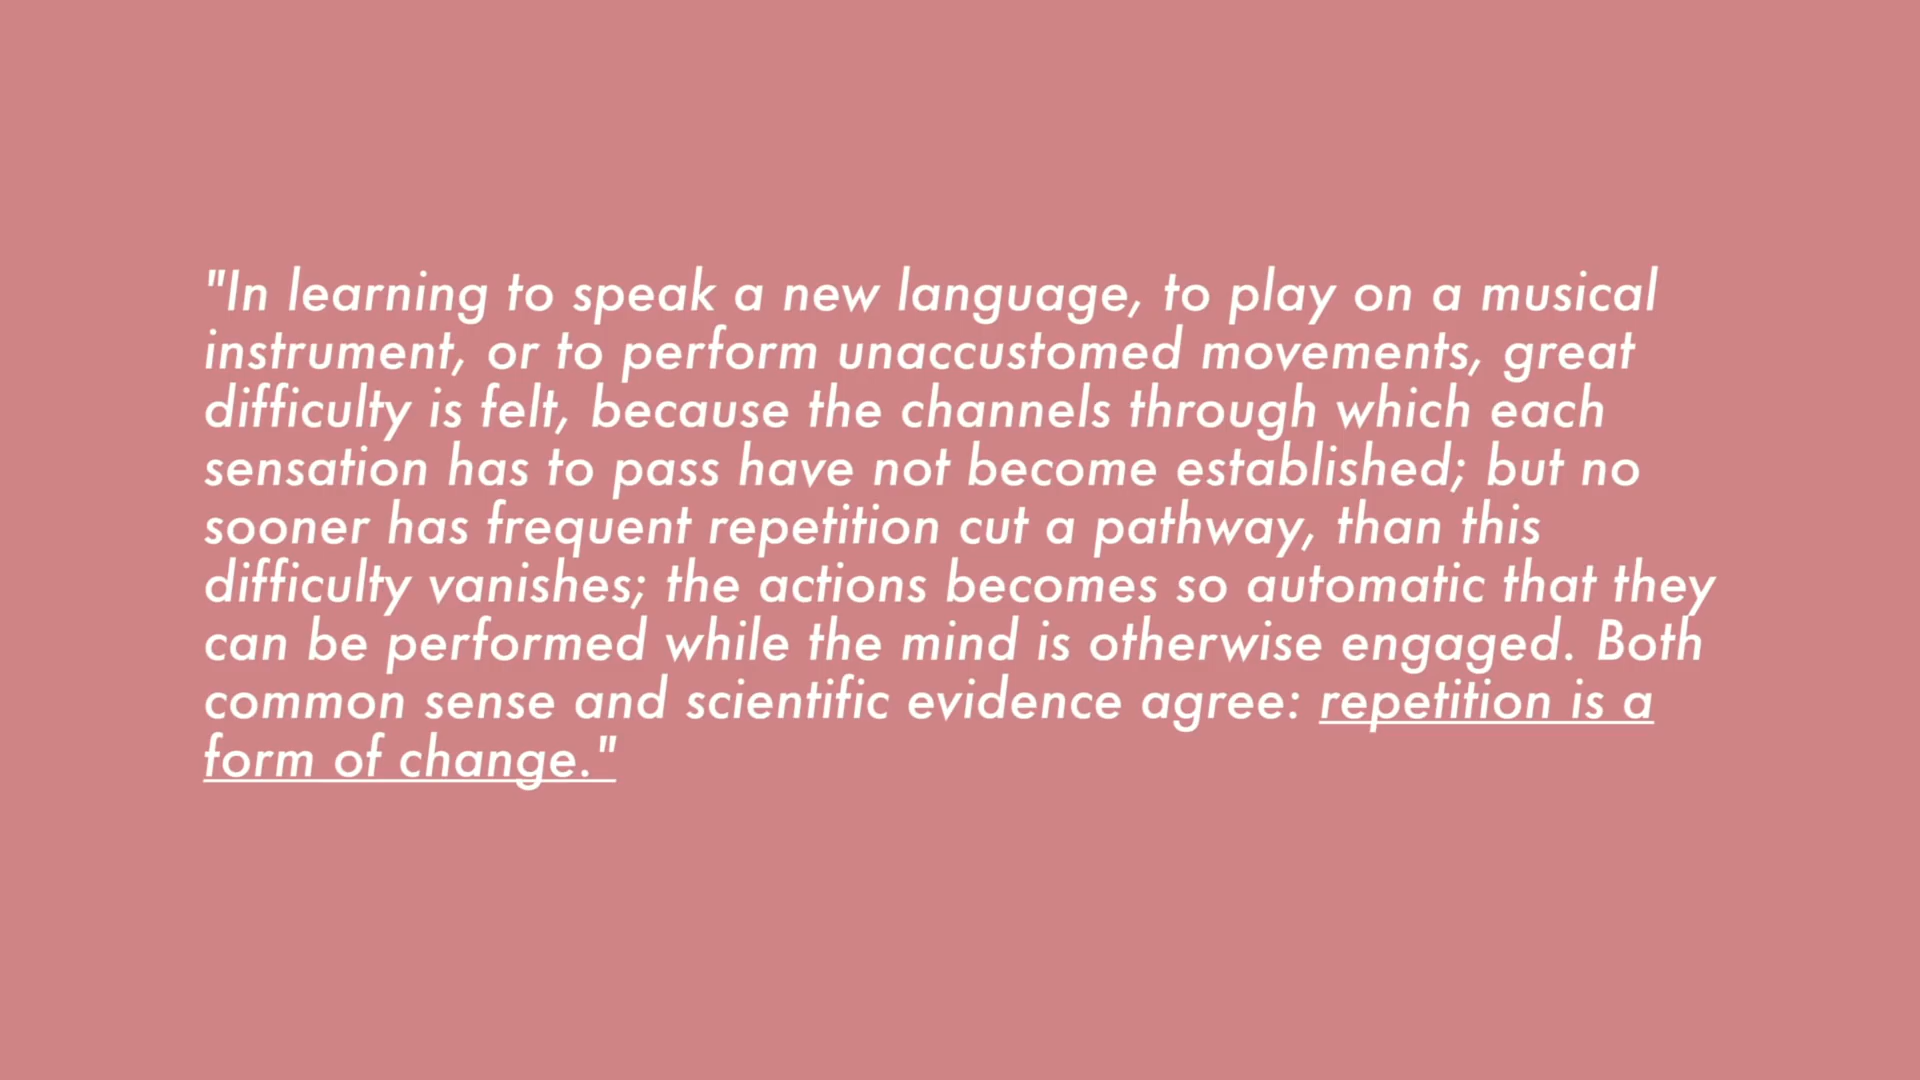 "In learning to speak a new language, to play on a musical
instrument, or to perform unaccustomed movements, great
difficulty is felt, because the channels through which each
sensation has to pass have not become established; but no
sooner has frequent repetition cut a pathway, than this
difficulty vanishes; the actions becomes so automatic that they
can be performed while the mind is otherwise engaged. Both
common sense and scientific evidence agree: repetition is a
form of change."